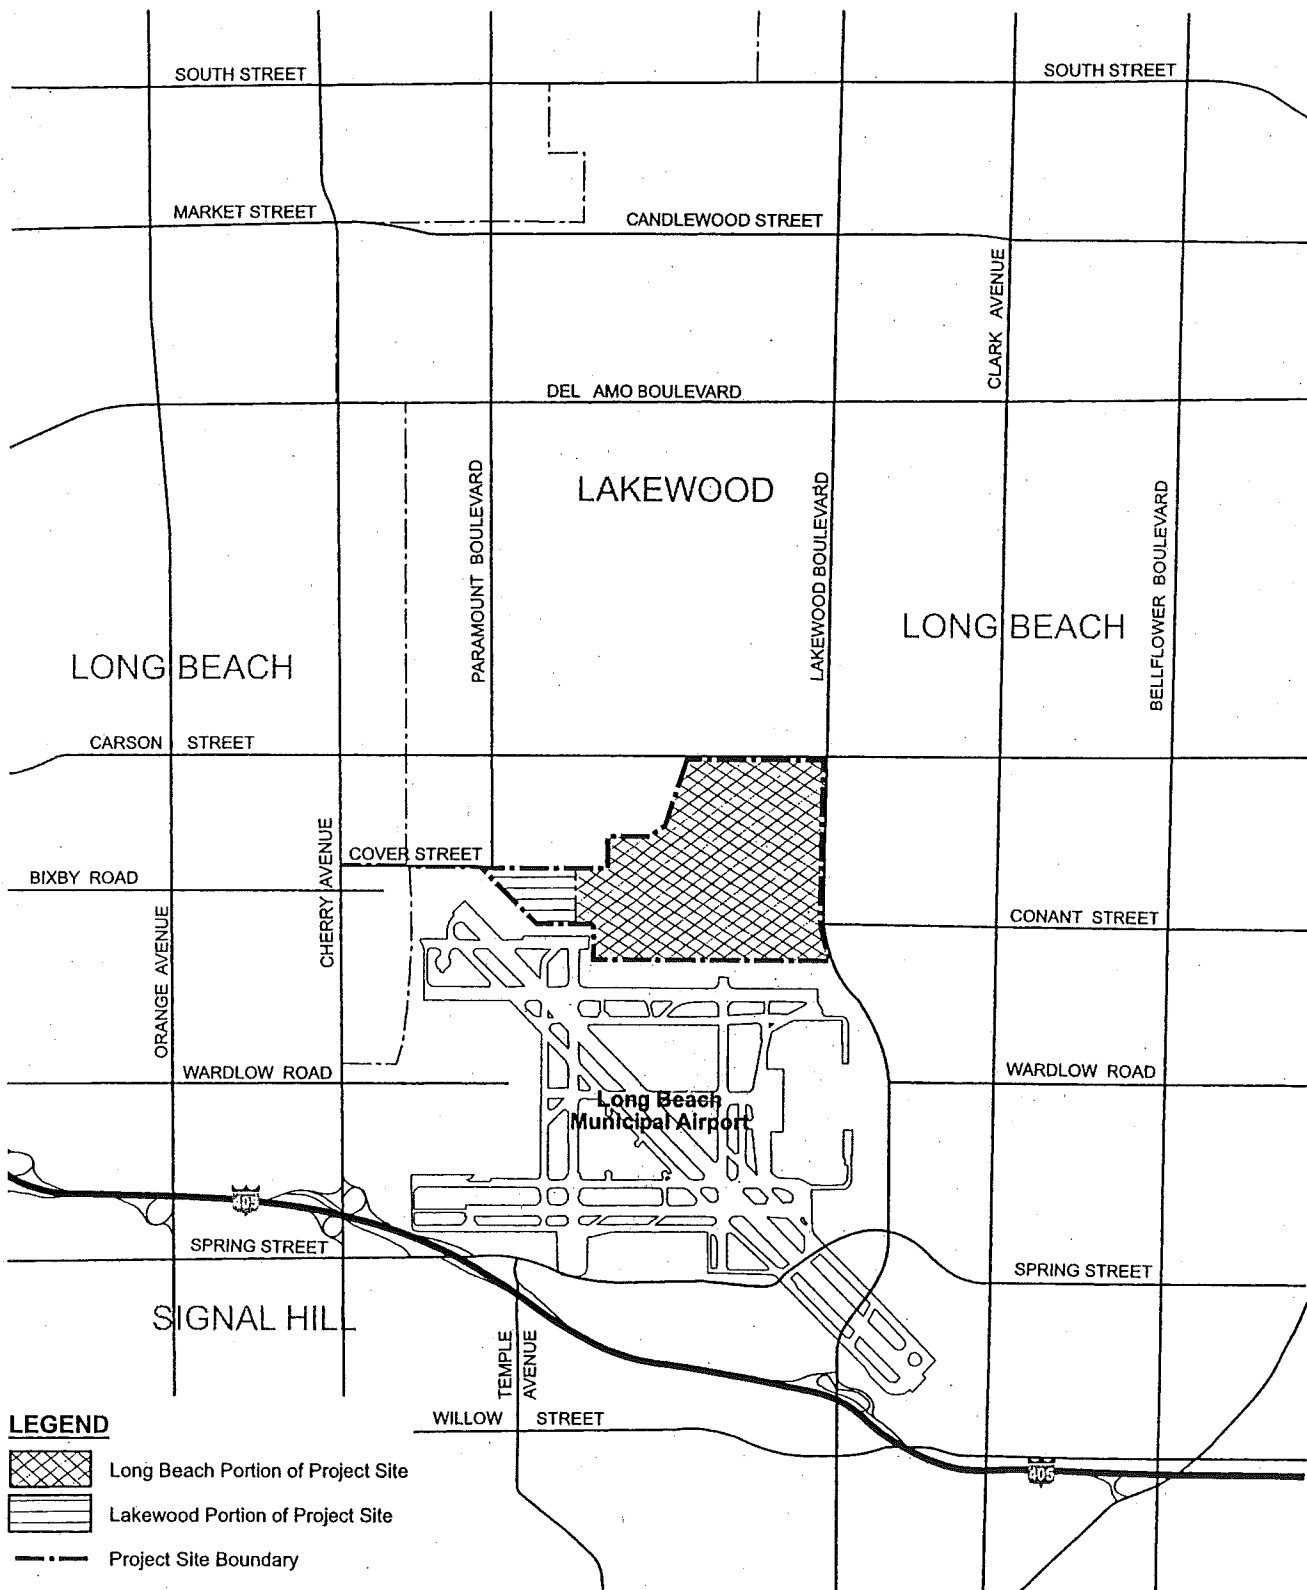 SOUTH STREET
SOUTH STREET
MARKET STREET
CANDLEWOOD STREET
CLARK AVENUE
DEL AMO BOULEVARD
PARAMOUNT BOULEVARD
LAKEWOOD
LAKEWOOD BOULEVARD
BELLFLOWER BOULEVARD
LONG BEACH
LONG BEACH
CARSON STREET
CHERRY AVENUE
COVER STREET
BIXBY ROAD
ORANGE AVENUE
CONANT STREET
WARDLOW ROAD
WARDLOW ROAD
Long Beach
Municipal Airport
405
SPRING STREET
SPRING STREET
SIGNAL HILL
TEMPLE
AVENUE
WILLOW STREET
405
LEGEND
Long Beach Portion of Project Site
Lakewood Portion of Project Site
Project Site Boundary